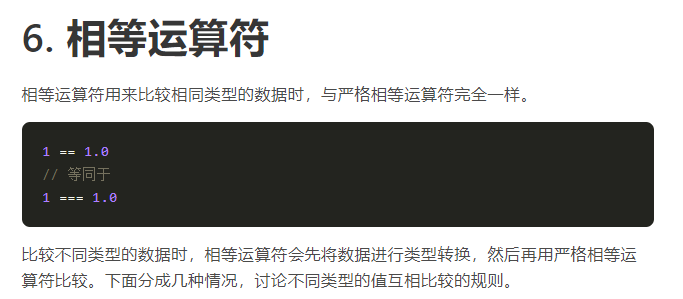 6. 相等运算符
相等运算符用来比较相同类型的数据时，与严格相等运算符完全一样。
1 == 1.0
// 等同于
1 === 1.0
比较不同类型的数据时，相等运算符会先将数据进行类型转换，然后再用严格相等运
算符比较。下面分成几种情况，讨论不同类型的值互相比较的规则。